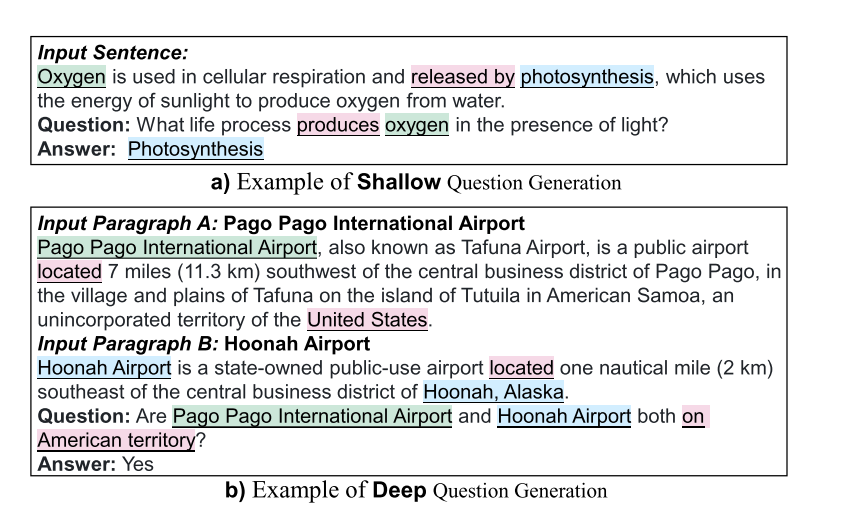 Input Sentence:
Oxygen is used in cellular respiration and released by photosynthesis, which uses
the energy of sunlight to produce oxygen from water.
Question: What life process produces oxygen in the presence of light?
Answer: Photosynthesis
a) Example of Shallow Question Generation
Input Paragraph A: Pago Pago International Airport
Pago Pago International Airport, also known as Tafuna Airport, is a public airport
located 7 miles (11.3 km) southwest of the central business district of Pago Pago, in
the village and plains of Tafuna on the island of Tutuila in American Samoa, an
unincorporated territory of the United States.
Input Paragraph B: Hoonah Airport
Hoonah Airport is a state-owned public-use airport located one nautical mile (2 km)
southeast of the central business district of Hoonah, Alaska.
Question: Are Pago Pago International Airport and Hoonah Airport both on
American territory?
Answer: Yes
b) Example of Deep Question Generation